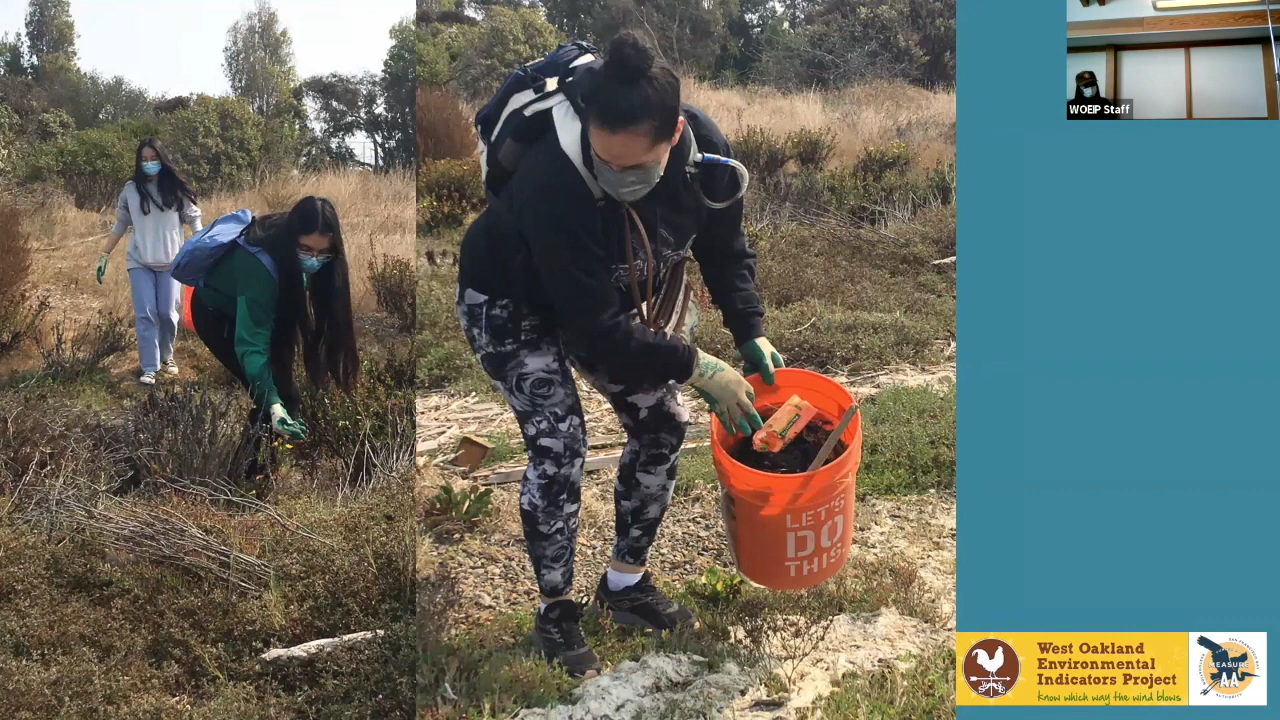 WOEIP Staff
LET'S
DO
THIS.
West Oakland
Environmental
Indicators Project
Know which way the wind blows
MEASURE
AA